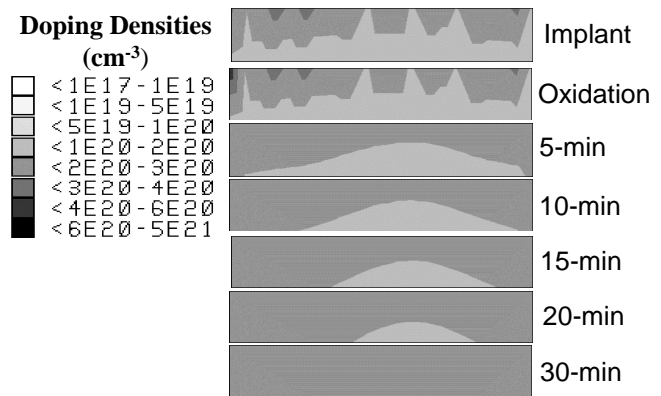 Doping Densities
(cm-3)
<1E17-1E19
<1E19-5E19
<5E19-1E20
<1E20-2E20
<2E20-3E20
<3E20-4E20
<4E20-6E20
<6E20-5E21
Implant
Oxidation
5-min
10-min
15-min
20-min
30-min